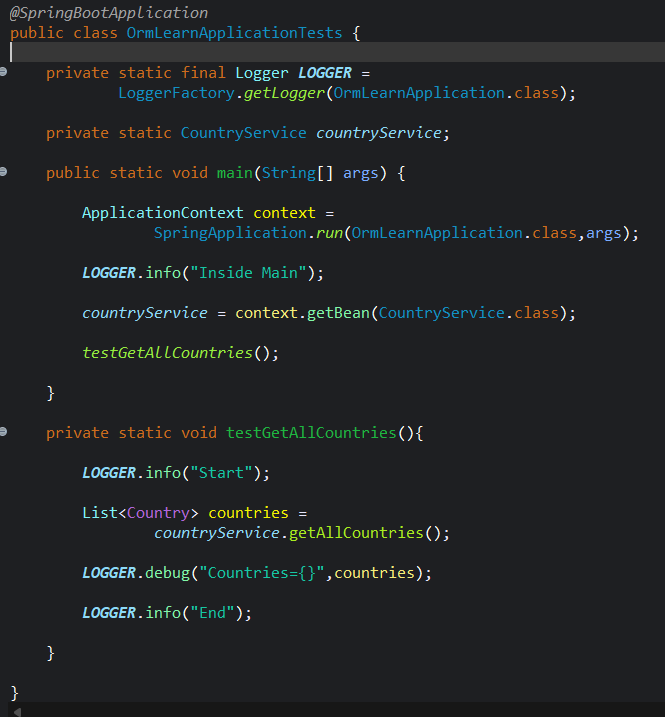 @SpringBootApplication
public class OrmLearnApplicationTests {
private static final Logger LOGGER =
LoggerFactory.getLogger(OrmLearnApplication.class);
private static CountryService countryService;
public static void main(String[] args) {
ApplicationContext context =
SpringApplication.run(OrmLearnApplication.class,args);
LOGGER.info("Inside Main");
countryService = context.getBean(CountryService.class);
testGetAllCountries();
}
private static void testGetAllCountries(){
LOGGER.info("Start");
List<Country> countries =
countryService.getAllCountries();
LOGGER.debug("Countries={}",countries);
LOGGER.info("End");
}
}